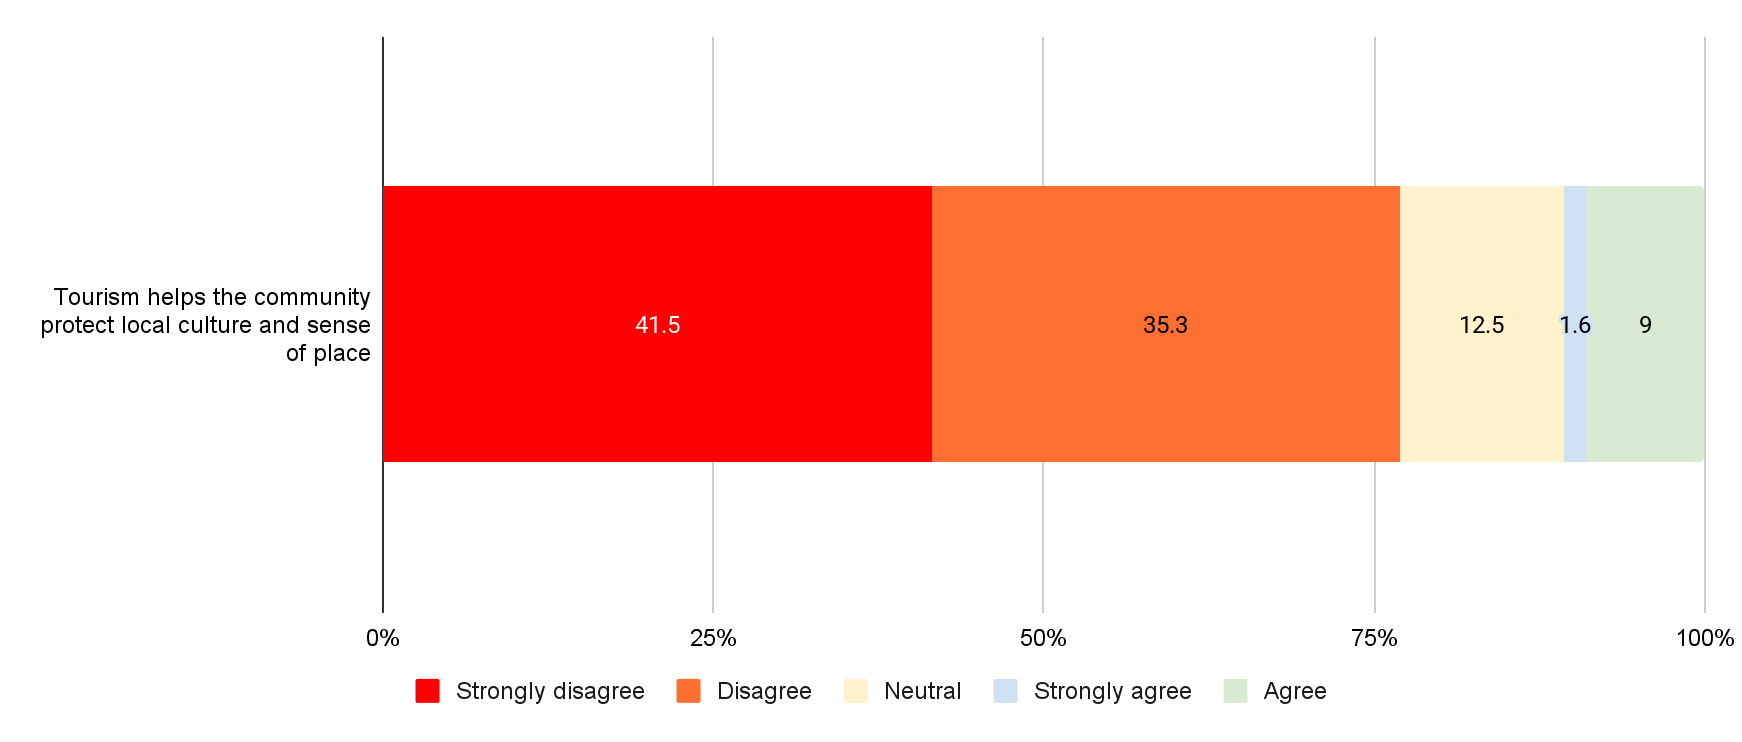 Tourism helps the community
protect local culture and sense
of place
41.5
35.3
12.5
1.6
9
0%
25%
50%
75%
100%
Strongly disagree
Disagree
Neutral
Strongly agree
Agree